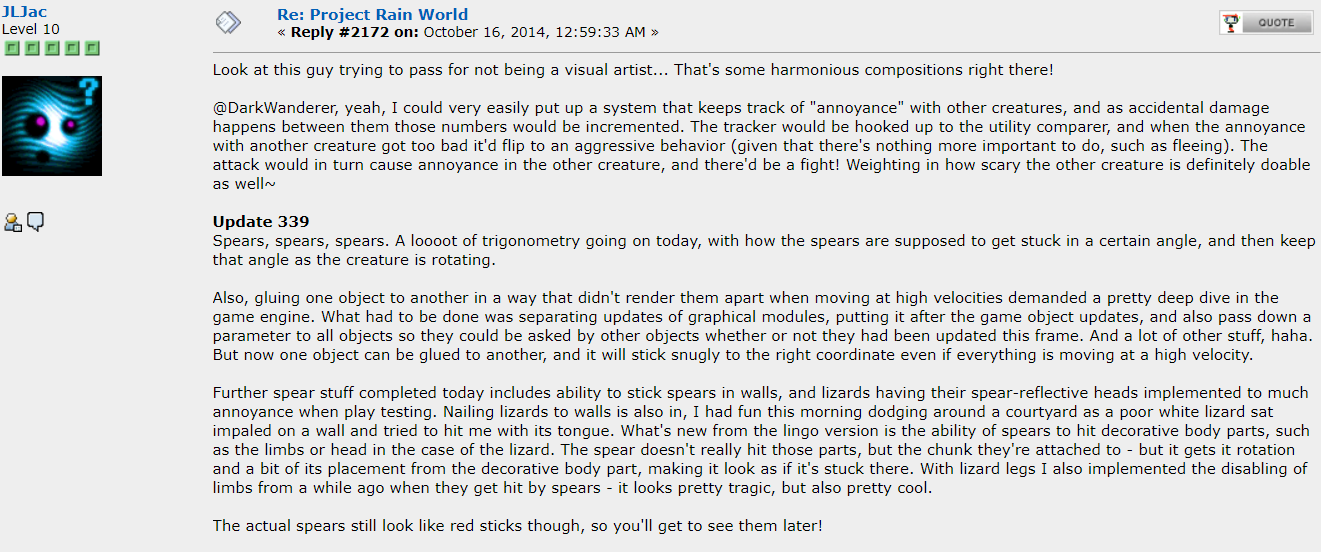 JLJac
Level 10
Re: Project Rain World
« Reply #2172 on: October 16, 2014, 12:59:33 AM »
QUOTE
Look at this guy trying to pass for not being a visual artist... That's some harmonious compositions right there!
@DarkWanderer, yeah, I could very easily put up a system that keeps track of "annoyance" with other creatures, and as accidental damage
happens between them those numbers would be incremented. The tracker would be hooked up to the utility comparer, and when the annoyance
with another creature got too bad it'd flip to an aggressive behavior (given that there's nothing more important to do, such as fleeing). The
attack would in turn cause annoyance in the other creature, and there'd be a fight! Weighting in how scary the other creature is definitely doable
as well~
Update 339
Spears, spears, spears. A loooot of trigonometry going on today, with how the spears are supposed to get stuck in a certain angle, and then keep
that angle as the creature is rotating.
Also, gluing one object to another in a way that didn't render them apart when moving at high velocities demanded a pretty deep dive in the
game engine. What had to be done was separating updates of graphical modules, putting it after the game object updates, and also pass down a
parameter to all objects so they could be asked by other objects whether or not they had been updated this frame. And a lot of other stuff, haha.
But now one object can be glued to another, and it will stick snugly to the right coordinate even if everything is moving at a high velocity.
Further spear stuff completed today includes ability to stick spears in walls, and lizards having their spear-reflective heads implemented to much
annoyance when play testing. Nailing lizards to walls is also in, I had fun this morning dodging around a courtyard as a poor white lizard sat
impaled on a wall and tried to hit me with its tongue. What's new from the lingo version is the ability of spears to hit decorative body parts, such
as the limbs or head in the case of the lizard. The spear doesn't really hit those parts, but the chunk they're attached to - but it gets it rotation
and a bit of its placement from the decorative body part, making it look as if it's stuck there. With lizard legs I also implemented the disabling of
limbs from a while ago when they get hit by spears - it looks pretty tragic, but also pretty cool.
The actual spears still look like red sticks though, so you'll get to see them later!